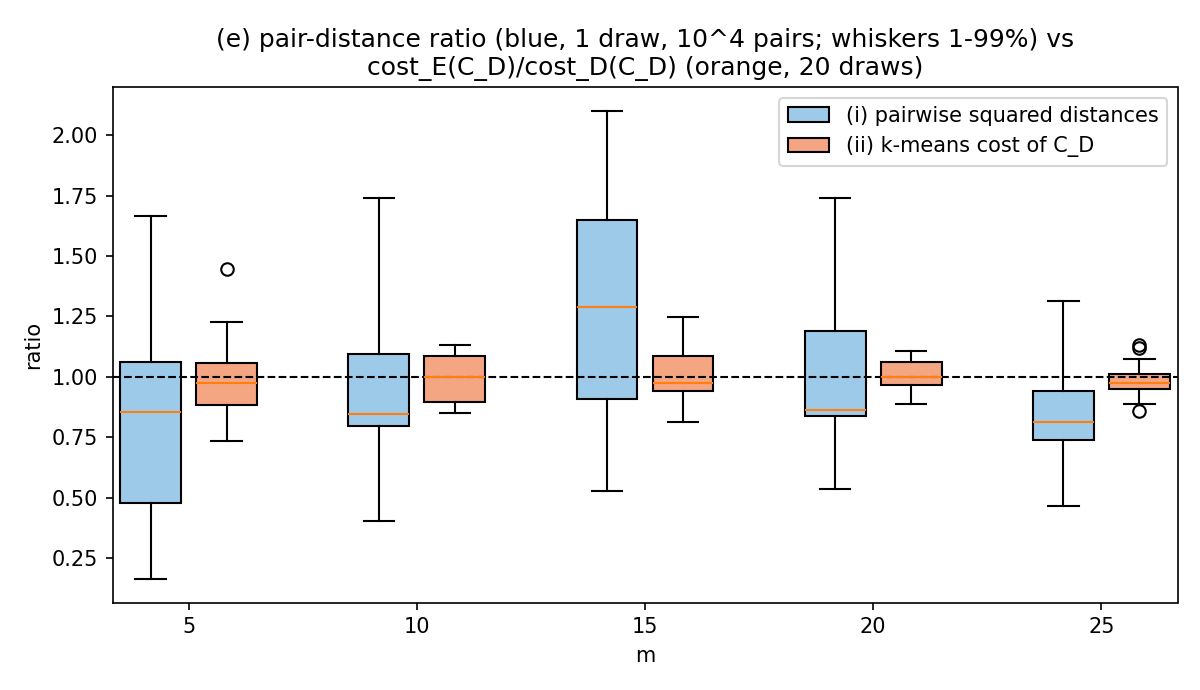 (e) pair-distance ratio (blue, 1 draw, 10^4 pairs; whiskers 1-99%) vs
cost_E(C_D)/cost_D(C_D) (orange, 20 draws)
(i) pairwise squared distances
(ii) k-means cost of C_D
ratio
2.00
1.75
1.50
1.25
1.00
0.75
0.50
0.25
5
10
15
20
25
m